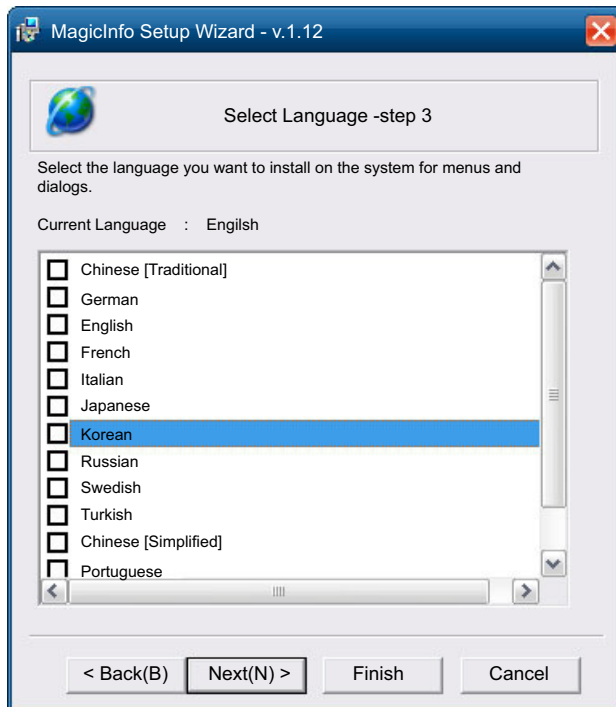 MagicInfo Setup Wizard - v.1.12
Select Language -step 3
Select the language you want to install on the system for menus and
dialogs.
Current Language : Engilsh
Chinese [Traditional]
German
English
French
Italian
Japanese
Korean
Russian
Swedish
Turkish
Chinese [Simplified]
Portuguese
< Back(B) Next(N) > Finish Cancel